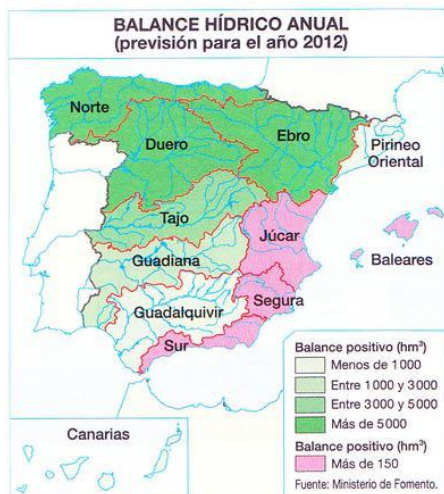 BALANCE HÍDRICO ANUAL
(previsión para el año 2012)
Norte
Duero
Ebro
Pirineo
Oriental
Tajo
Júcar
Baleares
Guadiana
Segura
Guadalquivir
Sur
Canarias
Balance positivo (hm³)
Menos de 1 000
Entre 1 000 y 3 000
Entre 3 000 y 5 000
Más de 5 000
Balance positivo (hm³)
Más de 150
Fuente: Ministerio de Fomento.